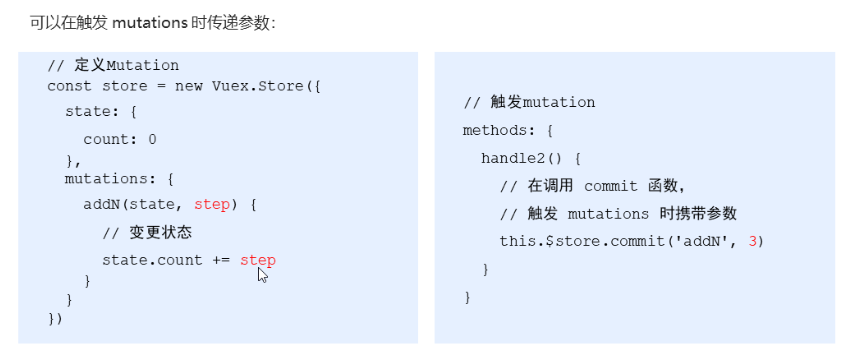 可以在触发 mutations 时传递参数：
// 定义Mutation
const store = new Vuex.Store({
state: {
count: 0
},
mutations: {
addN(state, step) {
// 变更状态
state.count += step
}
}
})
// 触发mutation
methods: {
handle2() {
// 在调用 commit 函数，
// 触发 mutations 时携带参数
this.$store.commit('addN', 3)
}
}